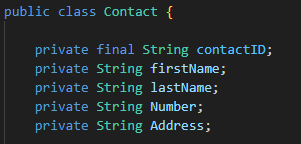 public class Contact {
private final String contactID;
private String firstName;
private String lastName;
private String Number;
private String Address;